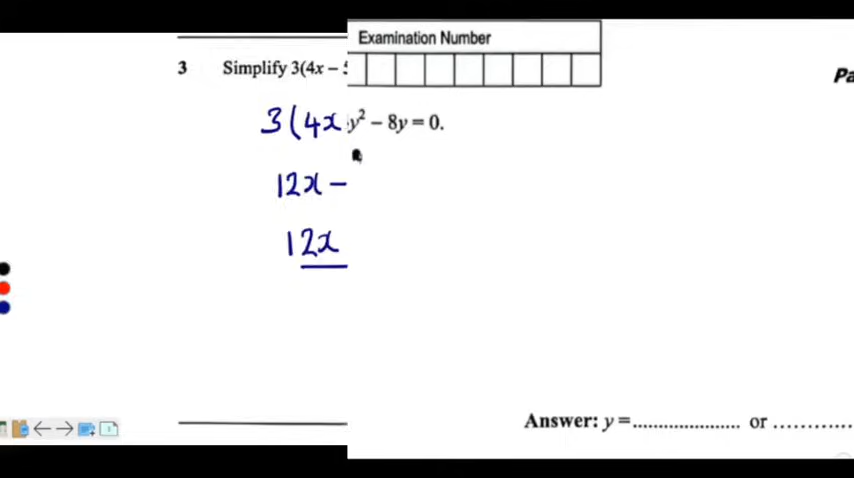 Examination Number
3 Simplify 3(4x –
Pa
3(4x
y² – 8y = 0.
12x –
12x
Answer: y = ..................... or ............